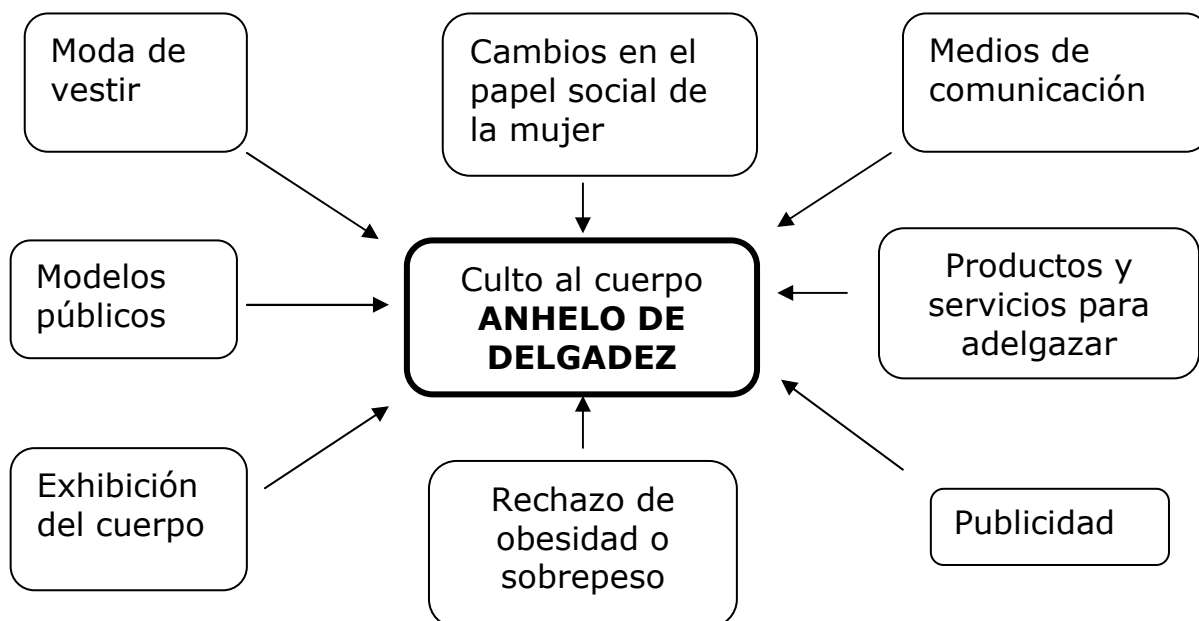 Moda de
vestir
Cambios en el
papel social de
la mujer
Medios de
comunicación
Modelos
públicos
Culto al cuerpo
ANHELO DE
DELGADEZ
Productos y
servicios para
adelgazar
Exhibición
del cuerpo
Rechazo de
obesidad o
sobrepeso
Publicidad